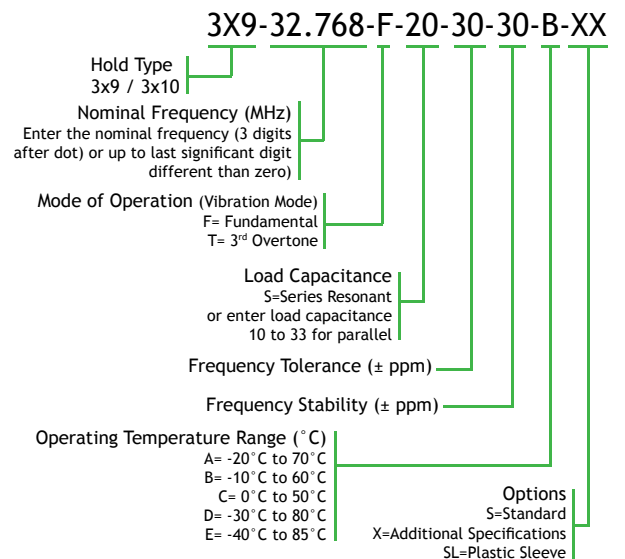 3X9-32.768-F-20-30-30-B-XX
Hold Type
3x9 / 3x10
Nominal Frequency (MHz)
Enter the nominal frequency (3 digits
after dot) or up to last significant digit
different than zero)
Mode of Operation (Vibration Mode)
F= Fundamental
T= 3rd Overtone
Load Capacitance
S=Series Resonant
or enter load capacitance
10 to 33 for parallel
Frequency Tolerance (± ppm)
Frequency Stability (± ppm)
Operating Temperature Range (°C)
A= -20°C to 70°C
B= -10°C to 60°C
C= 0°C to 50°C
D= -30°C to 80°C
E= -40°C to 85°C
Options
S=Standard
X=Additional Specifications
SL=Plastic Sleeve